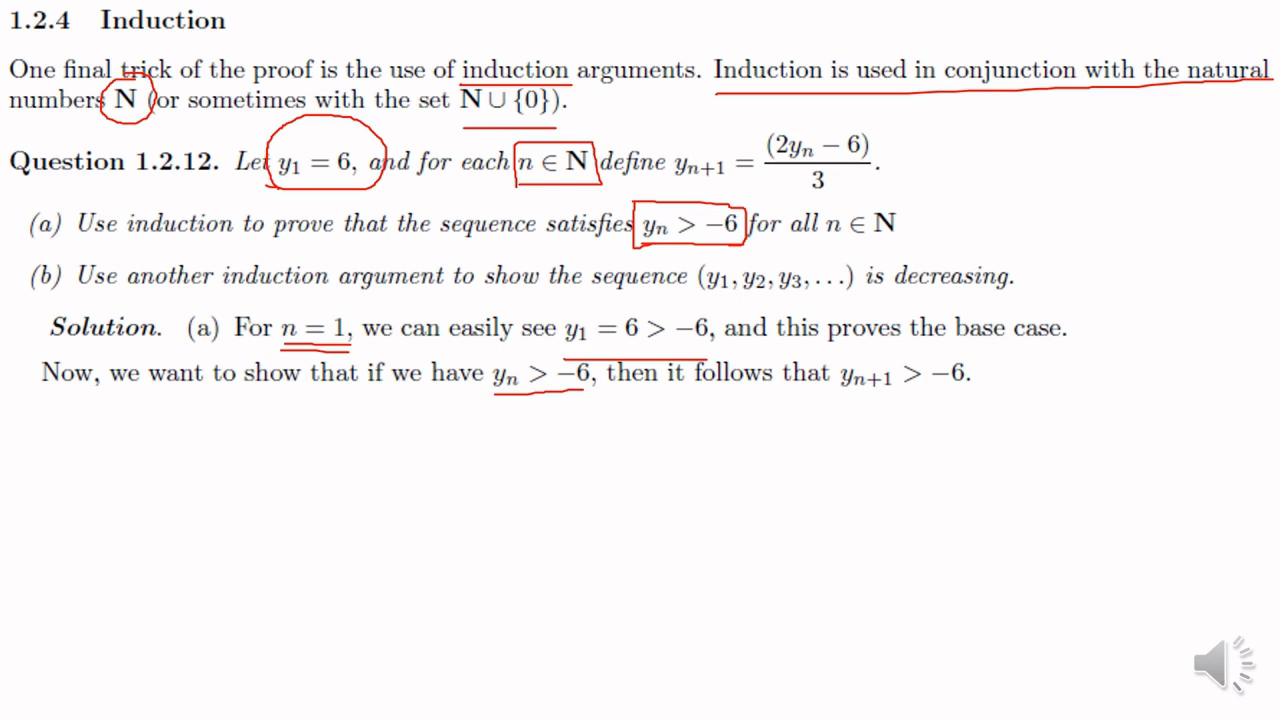 1.2.4 Induction
One final trick of the proof is the use of induction arguments. Induction is used in conjunction with the natural
numbers N (or sometimes with the set N ∪ {0}).
Question 1.2.12. Let y₁ = 6, and for each n ∈ N define yₙ₊₁ = (2yₙ − 6)/3.
(a) Use induction to prove that the sequence satisfies yₙ > −6 for all n ∈ N
(b) Use another induction argument to show the sequence (y₁, y₂, y₃, . . .) is decreasing.
Solution. (a) For n = 1, we can easily see y₁ = 6 > −6, and this proves the base case.
Now, we want to show that if we have yₙ > −6, then it follows that yₙ₊₁ > −6.